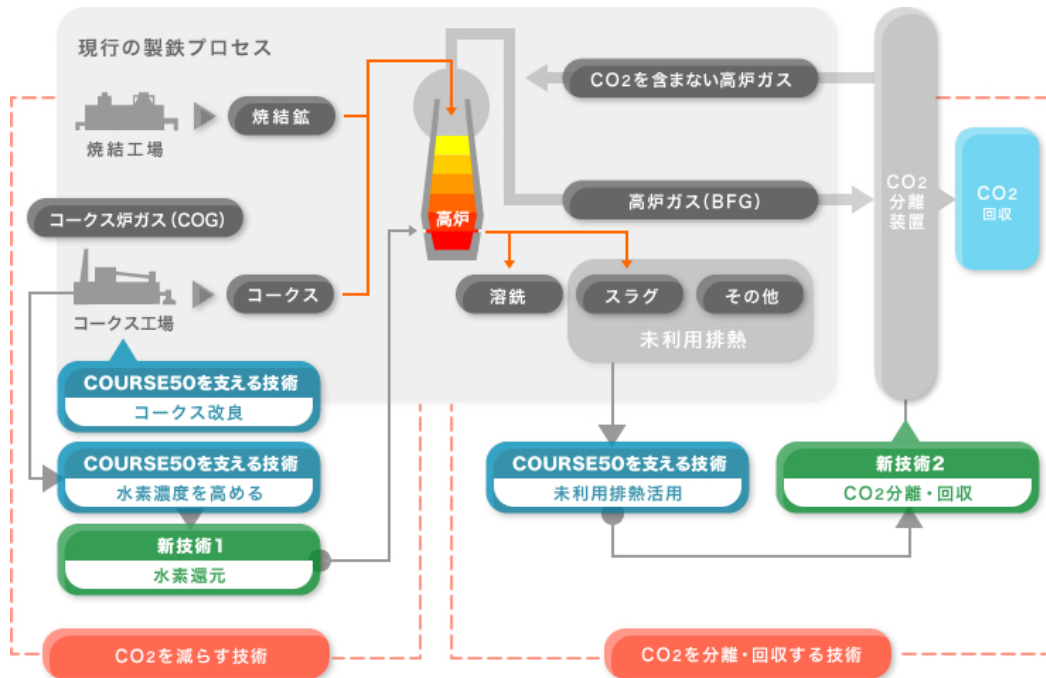 現行の製鉄プロセス
CO2を含まない高炉ガス
焼結鉱
焼結工場
CO2
分離
装置
CO2
回収
高炉ガス(BFG)
コークス炉ガス(COG)
高炉
コークス
コークス工場
溶銑
スラグ
その他
未利用排熱
COURSE50を支える技術
コークス改良
COURSE50を支える技術
水素濃度を高める
新技術1
水素還元
COURSE50を支える技術
未利用排熱活用
新技術2
CO2分離・回収
CO2を減らす技術
CO2を分離・回収する技術